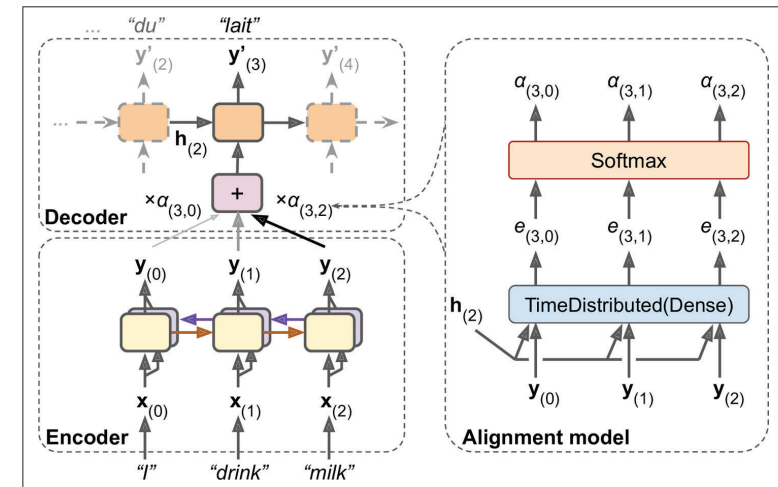 ... "du" "lait"
y'(2) y'(3) y'(4)
...
h(2)
+
×α(3,0) ×α(3,2)
Decoder
y(0) y(1) y(2)
x(0) x(1) x(2)
Encoder
"I" "drink" "milk"
α(3,0) α(3,1) α(3,2)
Softmax
e(3,0) e(3,1) e(3,2)
h(2)
TimeDistributed(Dense)
y(0) y(1) y(2)
Alignment model